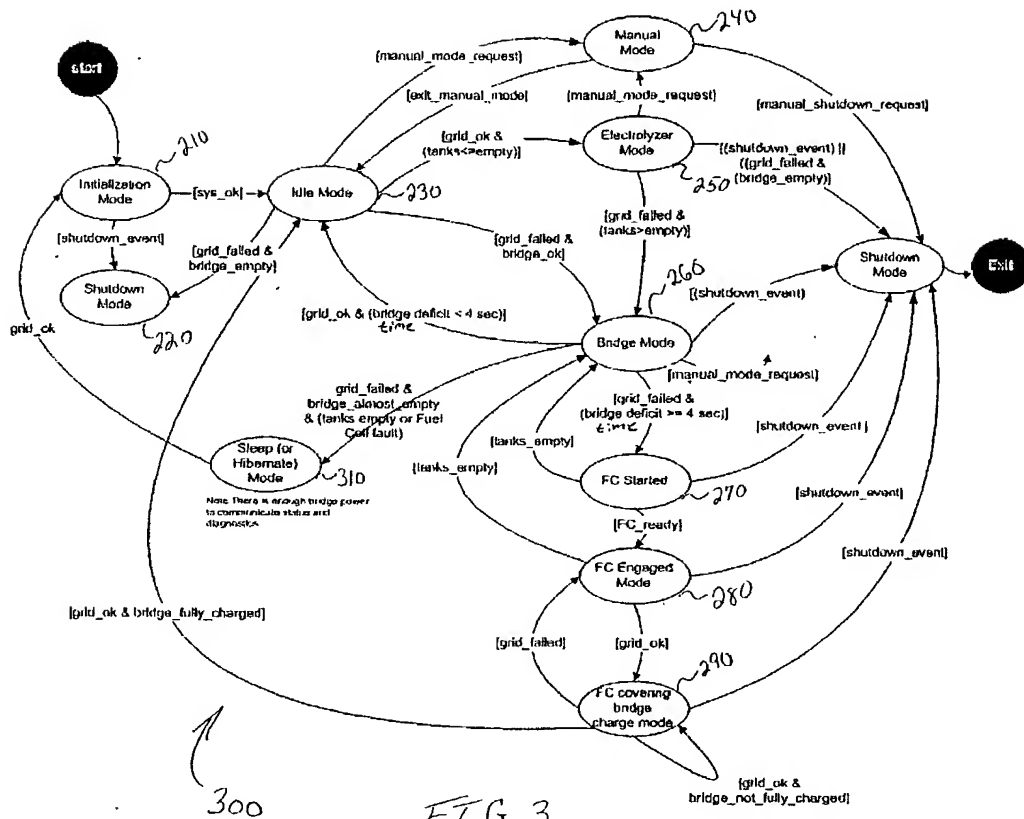 240
Manual
Mode
start
[manual_mode_request]
[exit_manual_mode]
[manual_mode_request]
[manual_shutdown_request]
210
[grid_ok &
(tanks<=empty)]
Electrolyzer
Mode
[(shutdown_event) ||
((grid_failed &
(bridge_empty)]
250
Initialization
Mode
[sys_ok]
Idle Mode
230
[shutdown_event]
[grid_failed &
bridge_empty]
[grid_failed &
(tanks>empty)]
[grid_failed &
bridge_ok]
Shutdown
Mode
Exit
Shutdown
Mode
220
260
[(shutdown_event)
grid_ok
[grid_ok & (bridge deficit < 4 sec)]
time
Bridge Mode
[manual_mode_request]
grid_failed &
bridge_almost_empty
& (tanks empty or Fuel
Cell fault)
[grid_failed &
(bridge deficit >= 4 sec)]
time
[tanks_empty]
[shutdown_event]
Sleep (or
Hibernate)
Mode
310
[tanks_empty]
FC Started
270
Note There is enough bridge power
to communicate status and
diagnostics
[shutdown_event]
[FC_ready]
[shutdown_event]
FC Engaged
Mode
280
[grid_ok & bridge_fully_charged]
[grid_failed]
[grid_ok]
290
FC covering
bridge
charge mode
[grid_ok &
bridge_not_fully_charged]
300
FIG 3